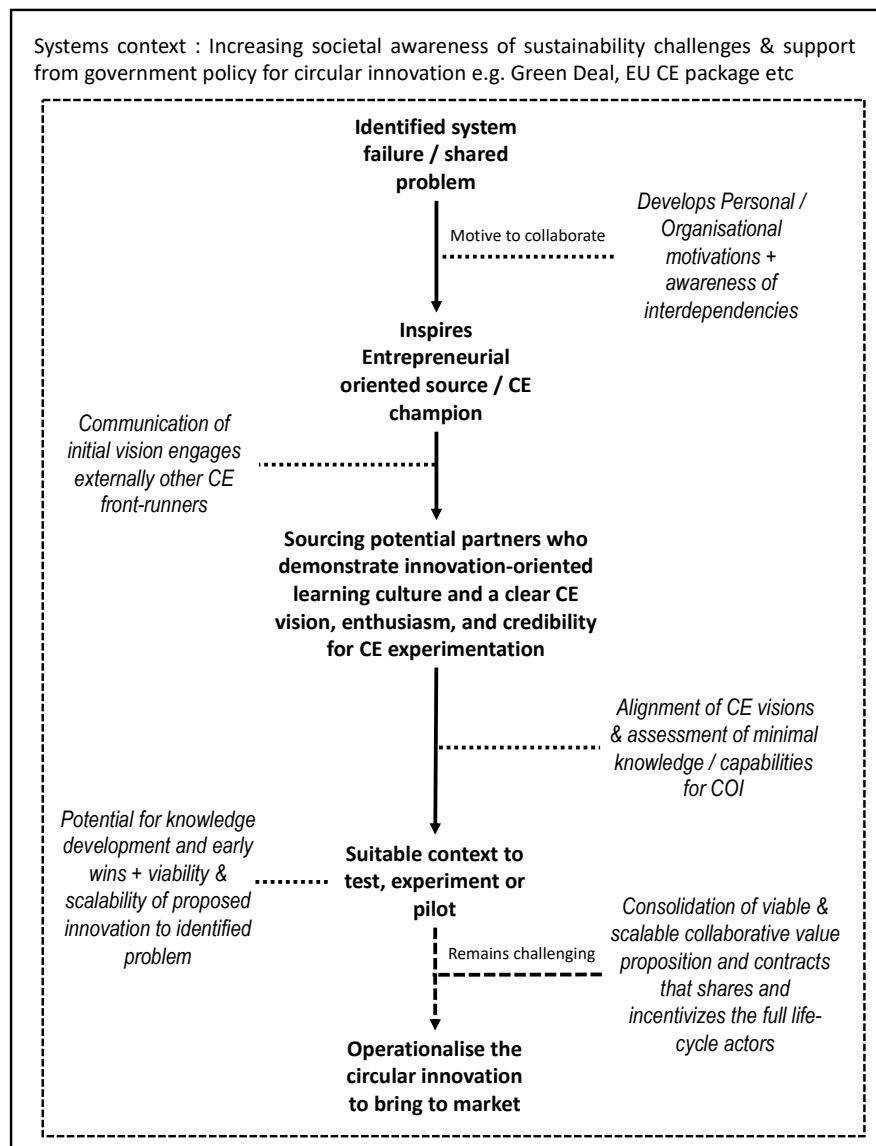 Systems context : Increasing societal awareness of sustainability challenges & support
from government policy for circular innovation e.g. Green Deal, EU CE package etc
Identified system
failure / shared
problem
Motive to collaborate
Develops Personal /
Organisational
motivations +
awareness of
interdependencies
Inspires
Entrepreneurial
oriented source / CE
champion
Communication of
initial vision engages
externally other CE
front-runners
Sourcing potential partners who
demonstrate innovation-oriented
learning culture and a clear CE
vision, enthusiasm, and credibility
for CE experimentation
Alignment of CE visions
& assessment of minimal
knowledge / capabilities
for COI
Potential for knowledge
development and early
wins + viability &
scalability of proposed
innovation to identified
problem
Suitable context to
test, experiment or
pilot
Remains challenging
Consolidation of viable &
scalable collaborative value
proposition and contracts
that shares and
incentivizes the full life-
cycle actors
Operationalise the
circular innovation
to bring to market